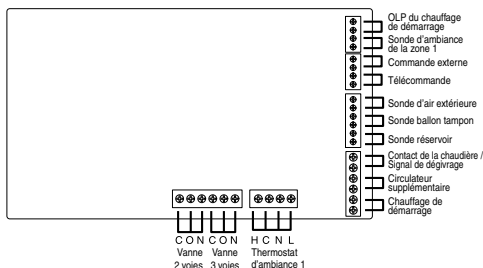 OLP du chauffage
de démarrage
Sonde d'ambiance
de la zone 1
Commande externe
Télécommande
Sonde d'air extérieure
Sonde ballon tampon
Sonde réservoir
Contact de la chaudière /
Signal de dégivrage
Circulateur
supplémentaire
Chauffage de
démarrage
C O N C O N H C N L
Vanne Vanne Thermostat
2 voies 3 voies d'ambiance 1